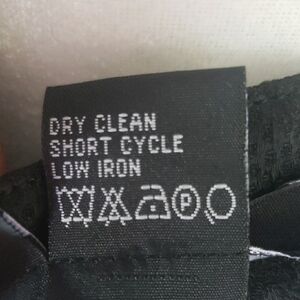 DRY CLEAN
SHORT CYCLE
LOW IRON
P